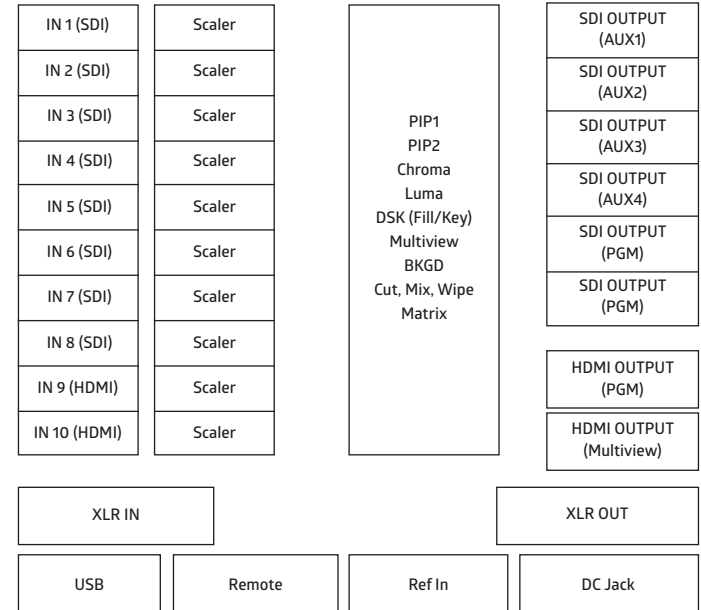 IN 1 (SDI)
Scaler
IN 2 (SDI)
Scaler
IN 3 (SDI)
Scaler
IN 4 (SDI)
Scaler
IN 5 (SDI)
Scaler
IN 6 (SDI)
Scaler
IN 7 (SDI)
Scaler
IN 8 (SDI)
Scaler
IN 9 (HDMI)
Scaler
IN 10 (HDMI)
Scaler
PIP1
PIP2
Chroma
Luma
DSK (Fill/Key)
Multiview
BKGD
Cut, Mix, Wipe
Matrix
SDI OUTPUT
(AUX1)
SDI OUTPUT
(AUX2)
SDI OUTPUT
(AUX3)
SDI OUTPUT
(AUX4)
SDI OUTPUT
(PGM)
SDI OUTPUT
(PGM)
HDMI OUTPUT
(PGM)
HDMI OUTPUT
(Multiview)
XLR IN
XLR OUT
USB
Remote
Ref In
DC Jack